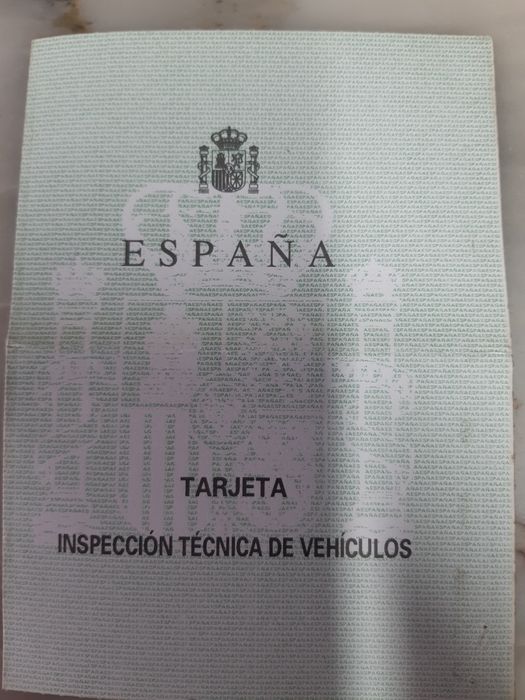 ESPAÑA
TARJETA
INSPECCIÓN TÉCNICA DE VEHÍCULOS